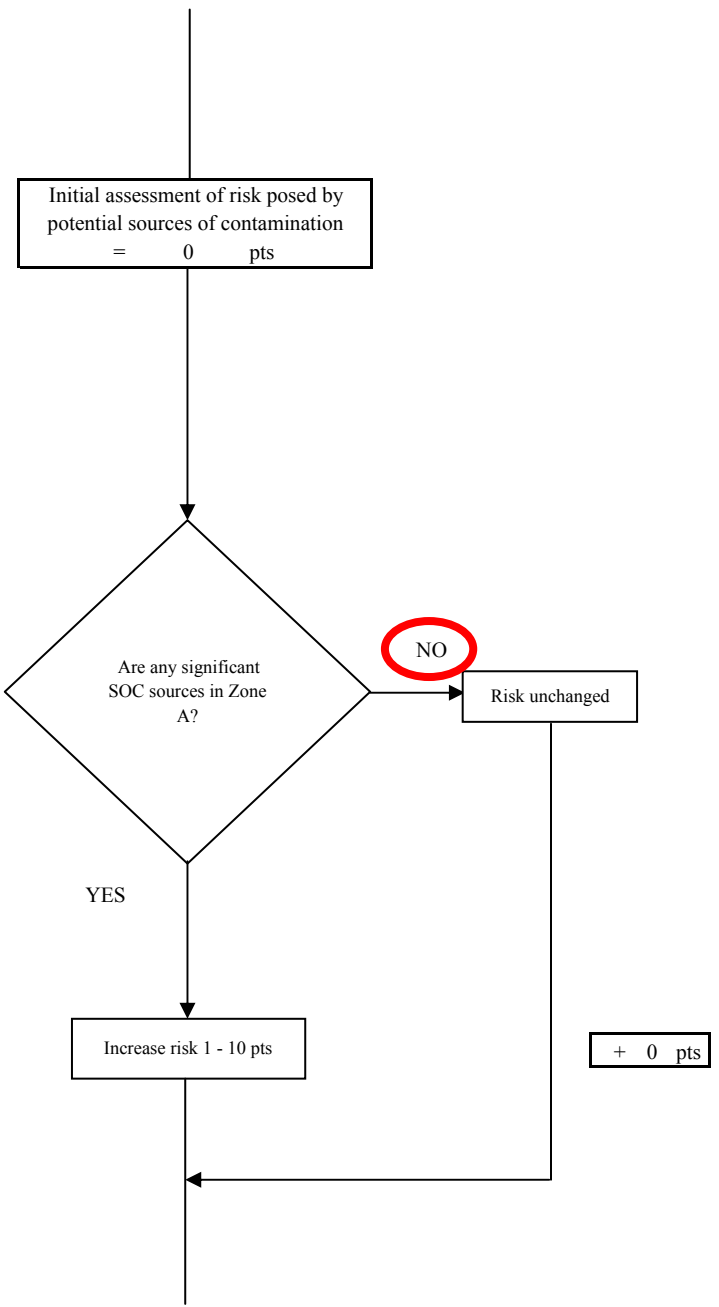 Initial assessment of risk posed by
potential sources of contamination
= 0 pts
Are any significant
SOC sources in Zone
A?
NO
Risk unchanged
YES
Increase risk 1 - 10 pts
+ 0 pts